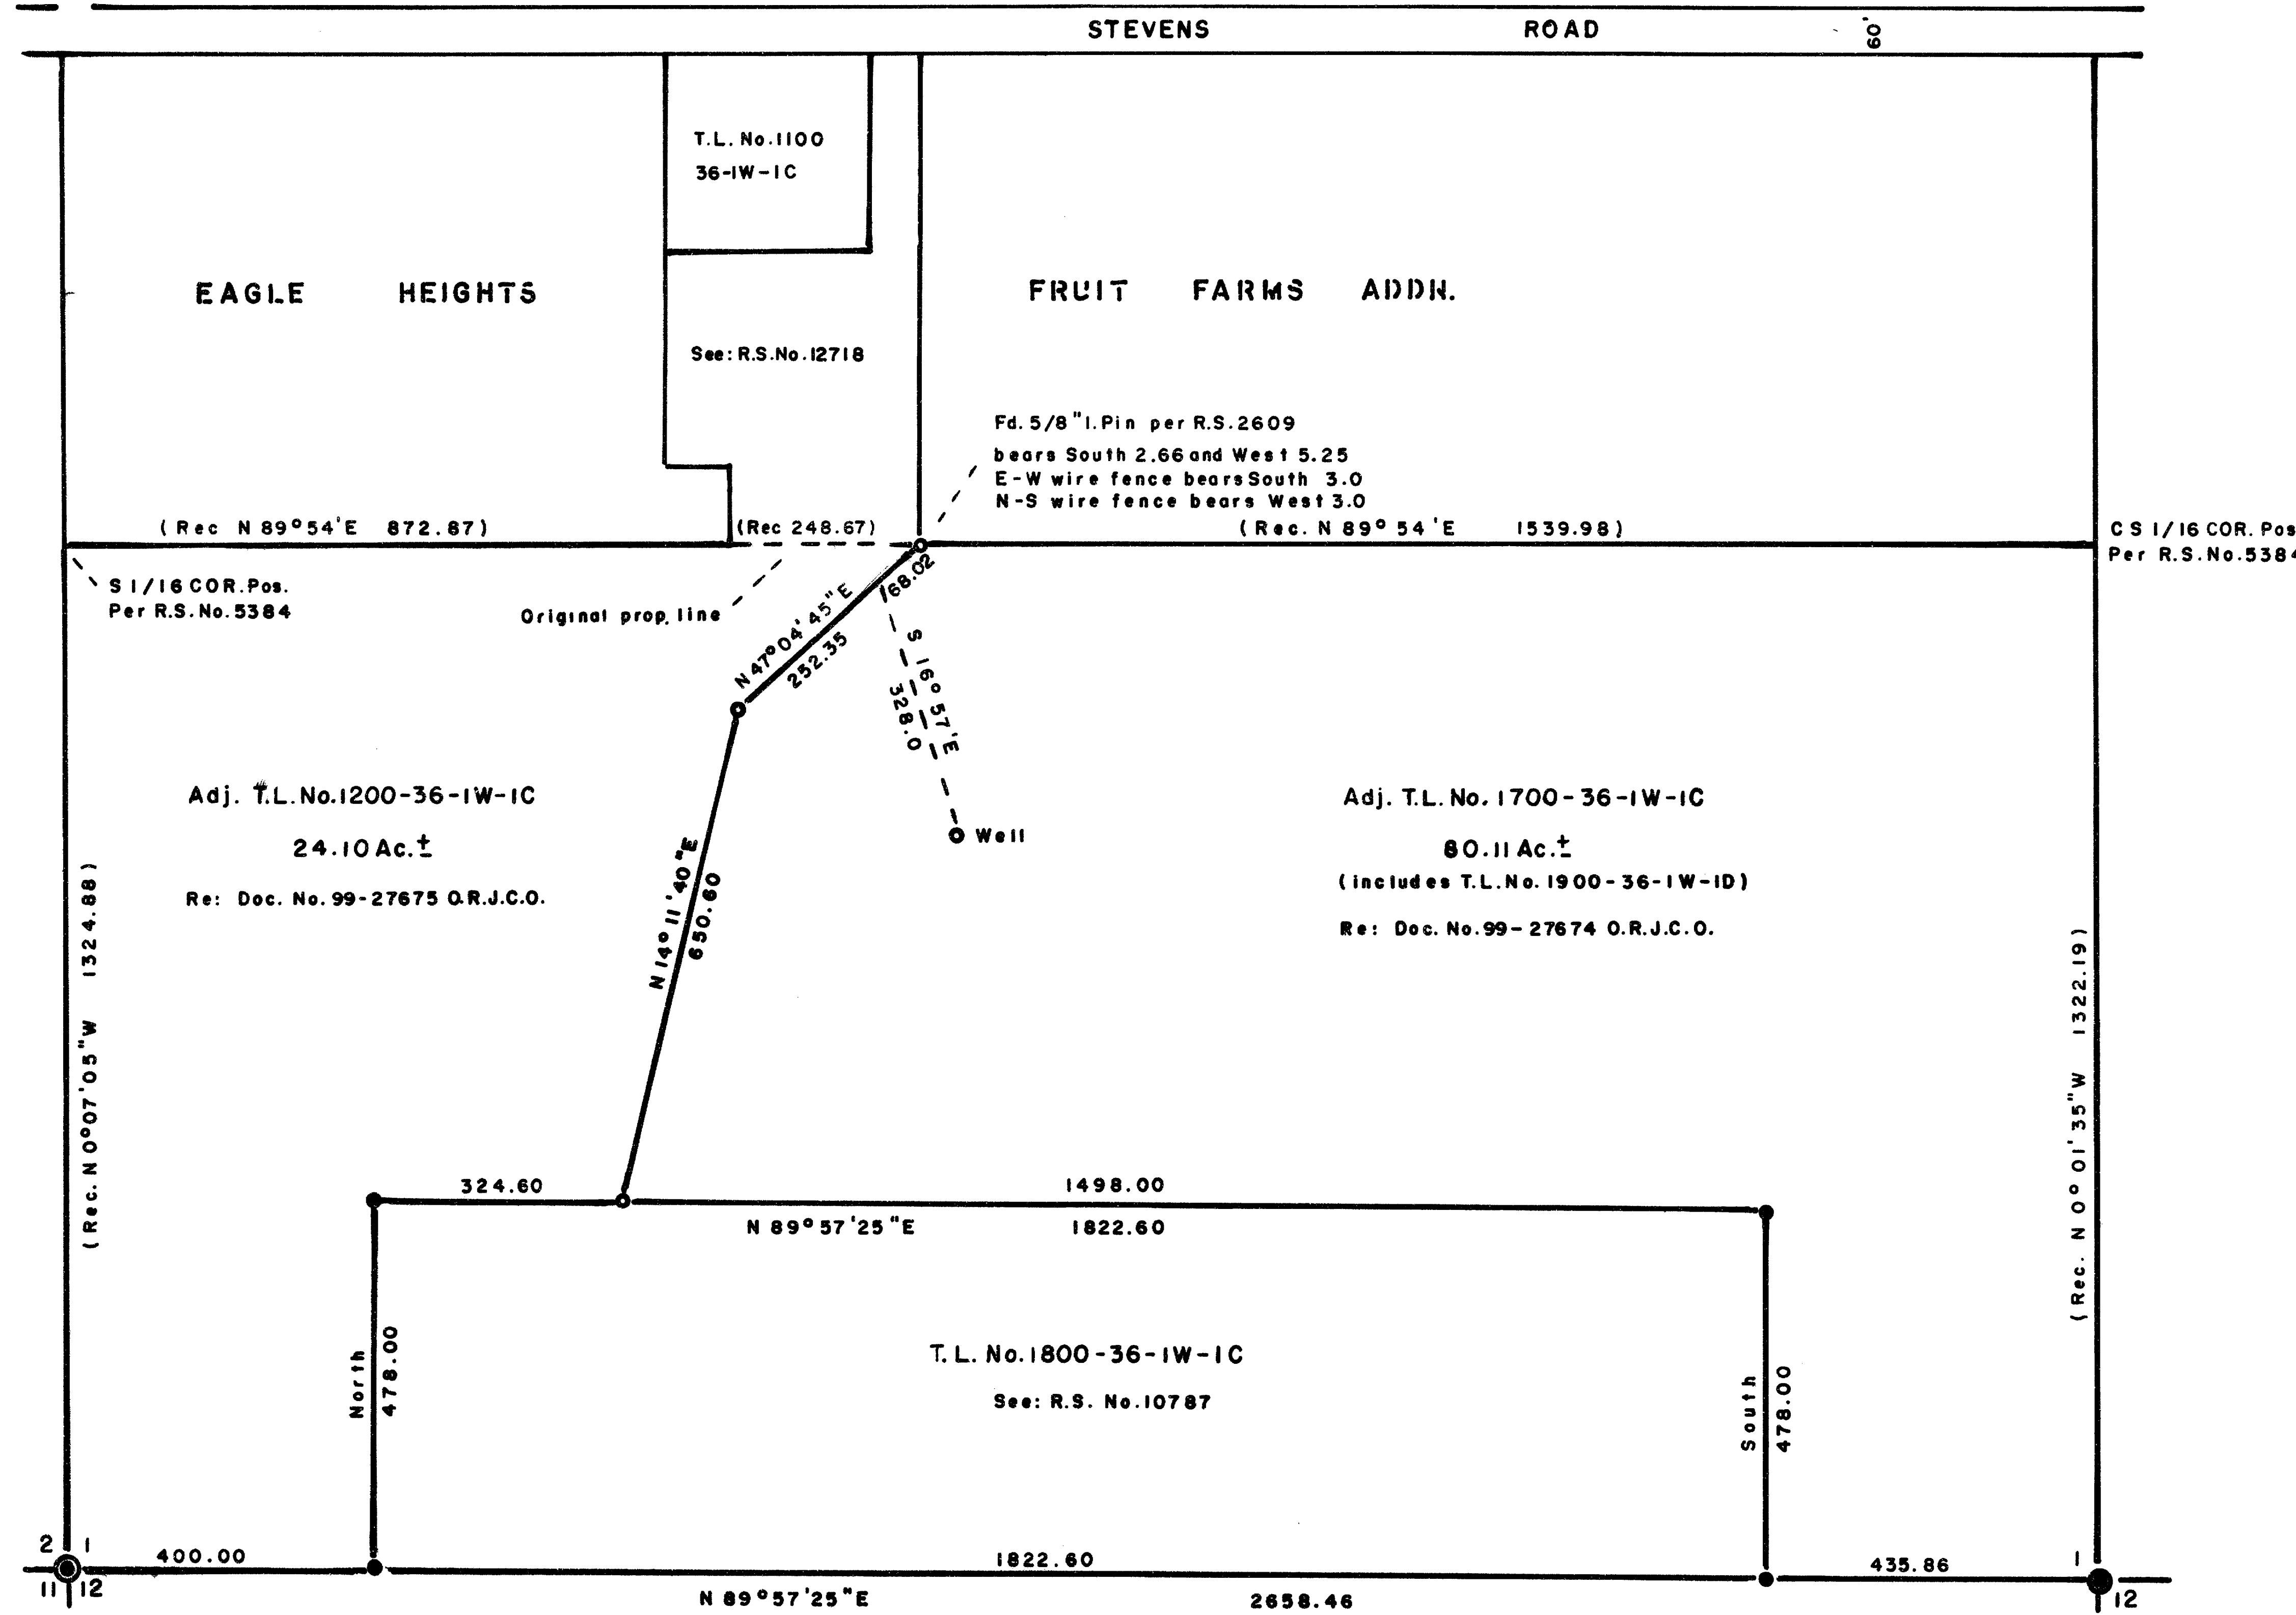 STEVENS ROAD
60'
T.L. No.1100
36-1W-1C
EAGLE HEIGHTS
FRUIT FARMS ADDN.
See: R.S.No.12718
Fd. 5/8" I.Pin per R.S.2609
bears South 2.66 and West 5.25
E-W wire fence bears South 3.0
N-S wire fence bears West 3.0
(Rec N 89°54'E 872.87)
(Rec 248.67)
(Rec. N 89° 54'E 1539.98)
C S 1/16 COR. Pos
Per R.S.No.5384
S 1/16 COR. Pos.
Per R.S.No.5384
Original prop. line
N 47°04'45"E
252.35
168.02
S 16°57'E
328.0
Well
Adj. T.L.No.1200-36-1W-1C
24.10 Ac.±
Re: Doc. No. 99-27675 O.R.J.C.O.
Adj. T.L.No. 1700-36-1W-1C
80.11 Ac.±
(includes T.L.No. 1900-36-1W-1D)
Re: Doc. No. 99-27674 O.R.J.C.O.
N 14°11'40"E
650.60
(Rec. N 0°07'05"W 1324.88)
(Rec. N 0°01'35"W 1322.19)
324.60
1498.00
N 89°57'25"E 1822.60
North
478.00
T.L. No.1800-36-1W-1C
See: R.S. No.10787
South
478.00
2 1
11 12
400.00
1822.60
435.86
1
12
N 89°57'25"E 2658.46